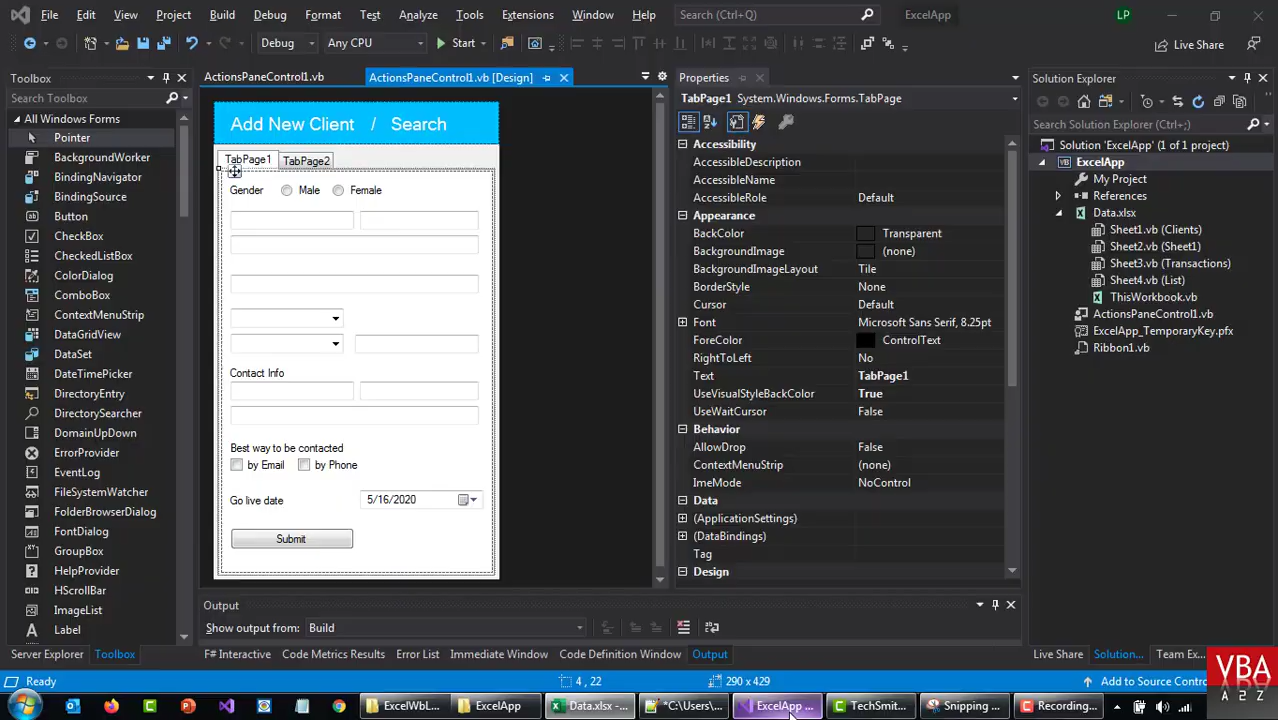 File Edit View Project Build Debug Format Test Analyze Tools Extensions Window Help Search (Ctrl+Q) ExcelApp LP
Debug Any CPU Start Live Share
Toolbox
Search Toolbox
All Windows Forms
Pointer
BackgroundWorker
BindingNavigator
BindingSource
Button
CheckBox
CheckedListBox
ColorDialog
ComboBox
ContextMenuStrip
DataGridView
DataSet
DateTimePicker
DirectoryEntry
DirectorySearcher
DomainUpDown
ErrorProvider
EventLog
FileSystemWatcher
FolderBrowserDialog
FontDialog
GroupBox
HelpProvider
HScrollBar
ImageList
A Label
Server Explorer Toolbox
ActionsPaneControl1.vb ActionsPaneControl1.vb [Design]
Add New Client / Search
TabPage1 TabPage2
Gender Male Female
Contact Info
Best way to be contacted
by Email by Phone
Go live date 5/16/2020
Submit
Output
Show output from: Build
F# Interactive Code Metrics Results Error List Immediate Window Code Definition Window Output
Properties
TabPage1 System.Windows.Forms.TabPage
Accessibility
AccessibleDescription
AccessibleName
AccessibleRole Default
Appearance
BackColor Transparent
BackgroundImage (none)
BackgroundImageLayout Tile
BorderStyle None
Cursor Default
Font Microsoft Sans Serif, 8.25pt
ForeColor ControlText
RightToLeft No
Text TabPage1
UseVisualStyleBackColor True
UseWaitCursor False
Behavior
AllowDrop False
ContextMenuStrip (none)
ImeMode NoControl
Data
(ApplicationSettings)
(DataBindings)
Tag
Design
Solution Explorer
Search Solution Explorer (Ctrl+;)
Solution 'ExcelApp' (1 of 1 project)
VB ExcelApp
My Project
References
Data.xlsx
Sheet1.vb (Clients)
Sheet2.vb (Sheet1)
Sheet3.vb (Transactions)
Sheet4.vb (List)
ThisWorkbook.vb
ActionsPaneControl1.vb
ExcelApp_TemporaryKey.pfx
Ribbon1.vb
Live Share Solution... Team Ex...
Ready 4 , 22 290 x 429 Add to Source Contro
ExcelWbL... ExcelApp Data.xlsx -... *C:\Users\... ExcelApp ... TechSmit... Snipping ... Recording...
VBA